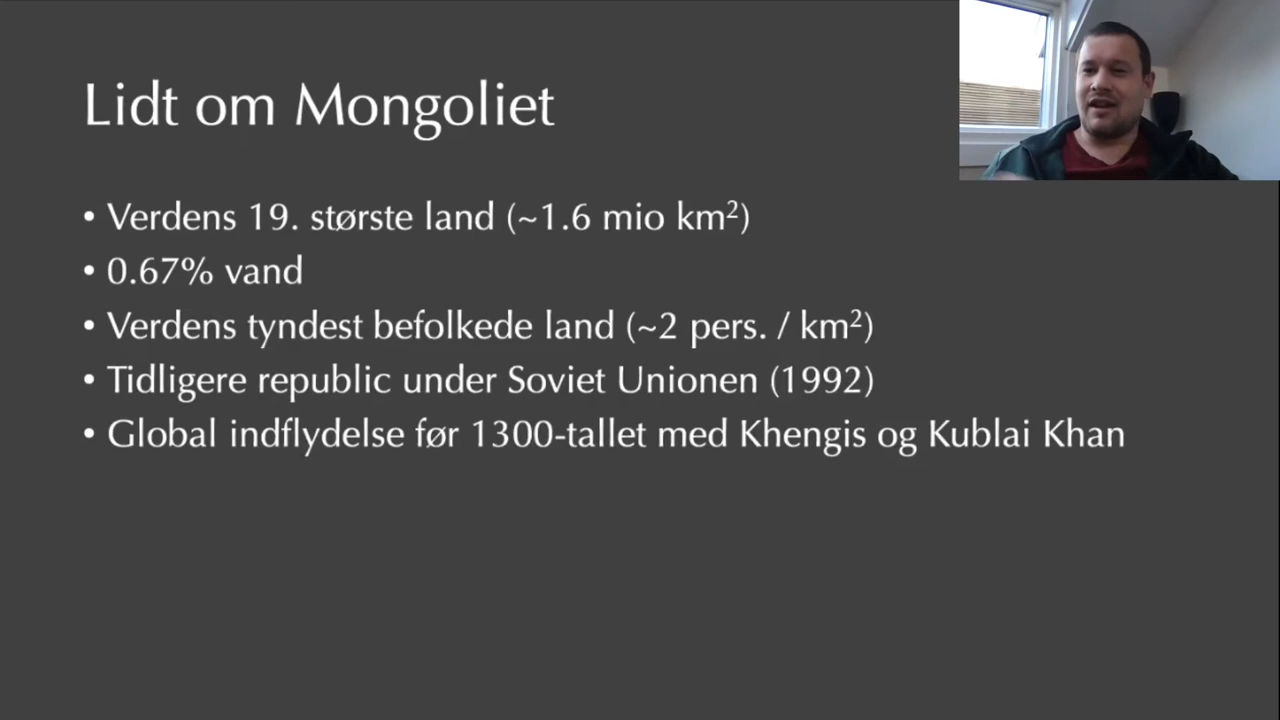 Lidt om Mongoliet
• Verdens 19. største land (~1.6 mio km²)
• 0.67% vand
• Verdens tyndest befolkede land (~2 pers. / km²)
• Tidligere republic under Soviet Unionen (1992)
• Global indflydelse før 1300-tallet med Khengis og Kublai Khan